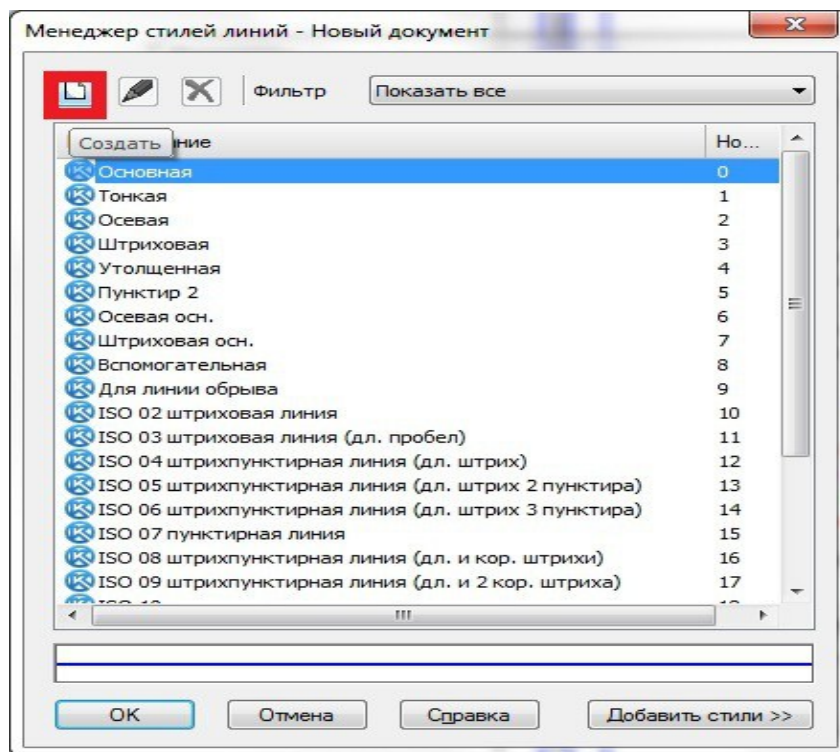 Менеджер стилей линий - Новый документ
Фильтр Показать все
Создать ние Но...
Основная 0
Тонкая 1
Осевая 2
Штриховая 3
Утолщенная 4
Пунктир 2 5
Осевая осн. 6
Штриховая осн. 7
Вспомогательная 8
Для линии обрыва 9
ISO 02 штриховая линия 10
ISO 03 штриховая линия (дл. пробел) 11
ISO 04 штрихпунктирная линия (дл. штрих) 12
ISO 05 штрихпунктирная линия (дл. штрих 2 пунктира) 13
ISO 06 штрихпунктирная линия (дл. штрих 3 пунктира) 14
ISO 07 пунктирная линия 15
ISO 08 штрихпунктирная линия (дл. и кор. штрихи) 16
ISO 09 штрихпунктирная линия (дл. и 2 кор. штриха) 17
OK Отмена Справка Добавить стили >>